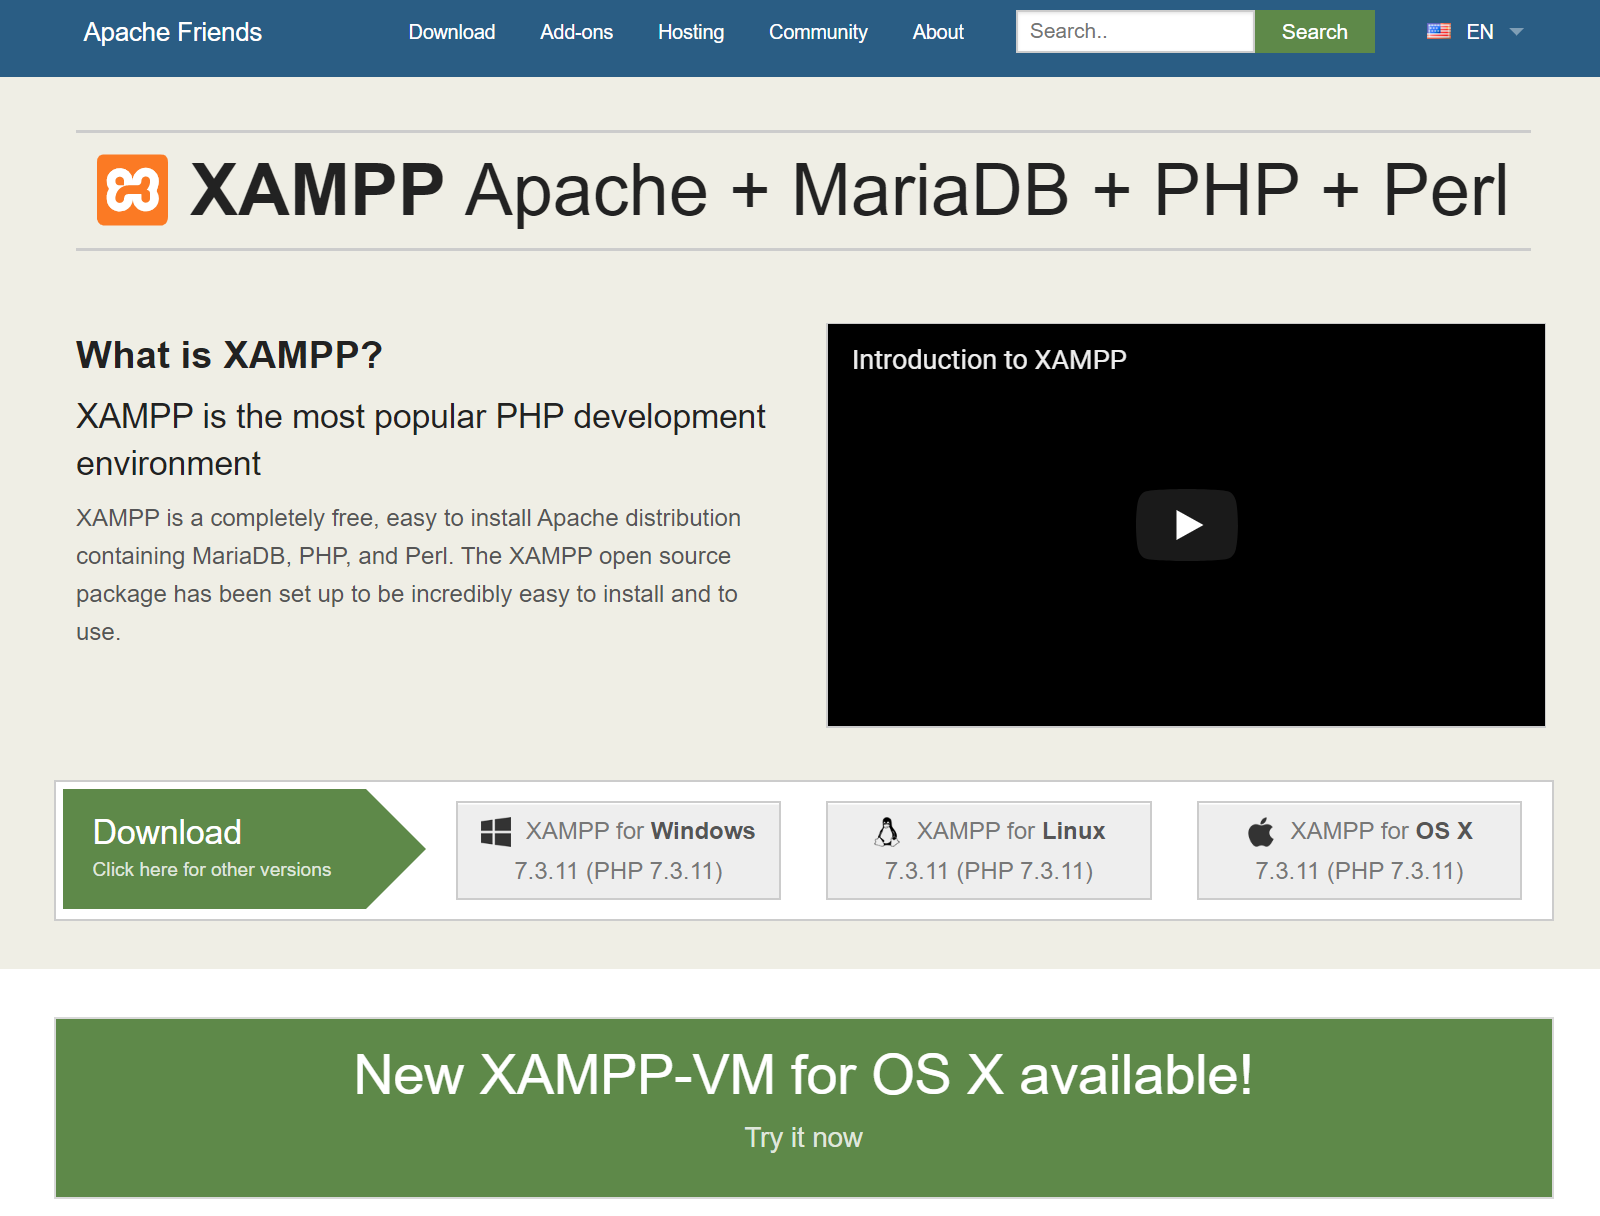 Apache Friends
Download
Add-ons
Hosting
Community
About
Search..
Search
EN
XAMPP Apache + MariaDB + PHP + Perl
What is XAMPP?
XAMPP is the most popular PHP development
environment
XAMPP is a completely free, easy to install Apache distribution
containing MariaDB, PHP, and Perl. The XAMPP open source
package has been set up to be incredibly easy to install and to
use.
Introduction to XAMPP
Download
Click here for other versions
XAMPP for Windows
7.3.11 (PHP 7.3.11)
XAMPP for Linux
7.3.11 (PHP 7.3.11)
XAMPP for OS X
7.3.11 (PHP 7.3.11)
New XAMPP-VM for OS X available!
Try it now